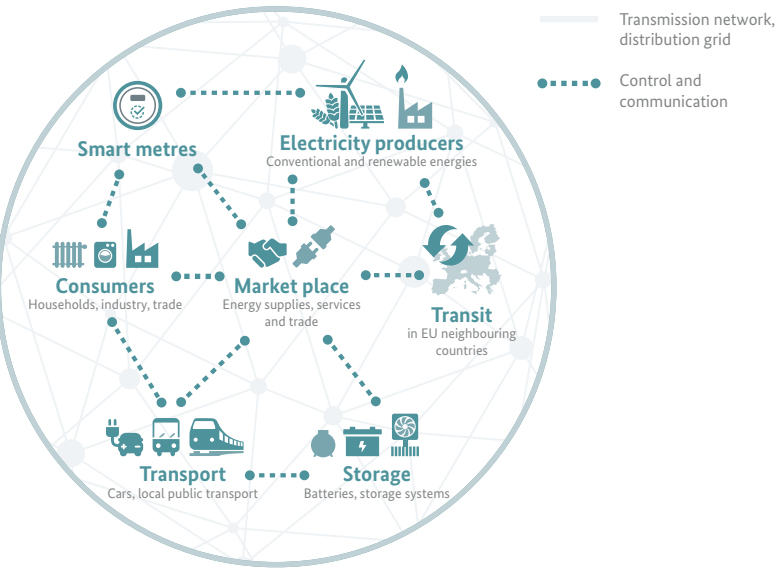 Transmission network,
distribution grid
Control and
communication
Smart metres
Electricity producers
Conventional and renewable energies
Consumers
Households, industry, trade
Market place
Energy supplies, services
and trade
Transit
in EU neighbouring
countries
Transport
Cars, local public transport
Storage
Batteries, storage systems